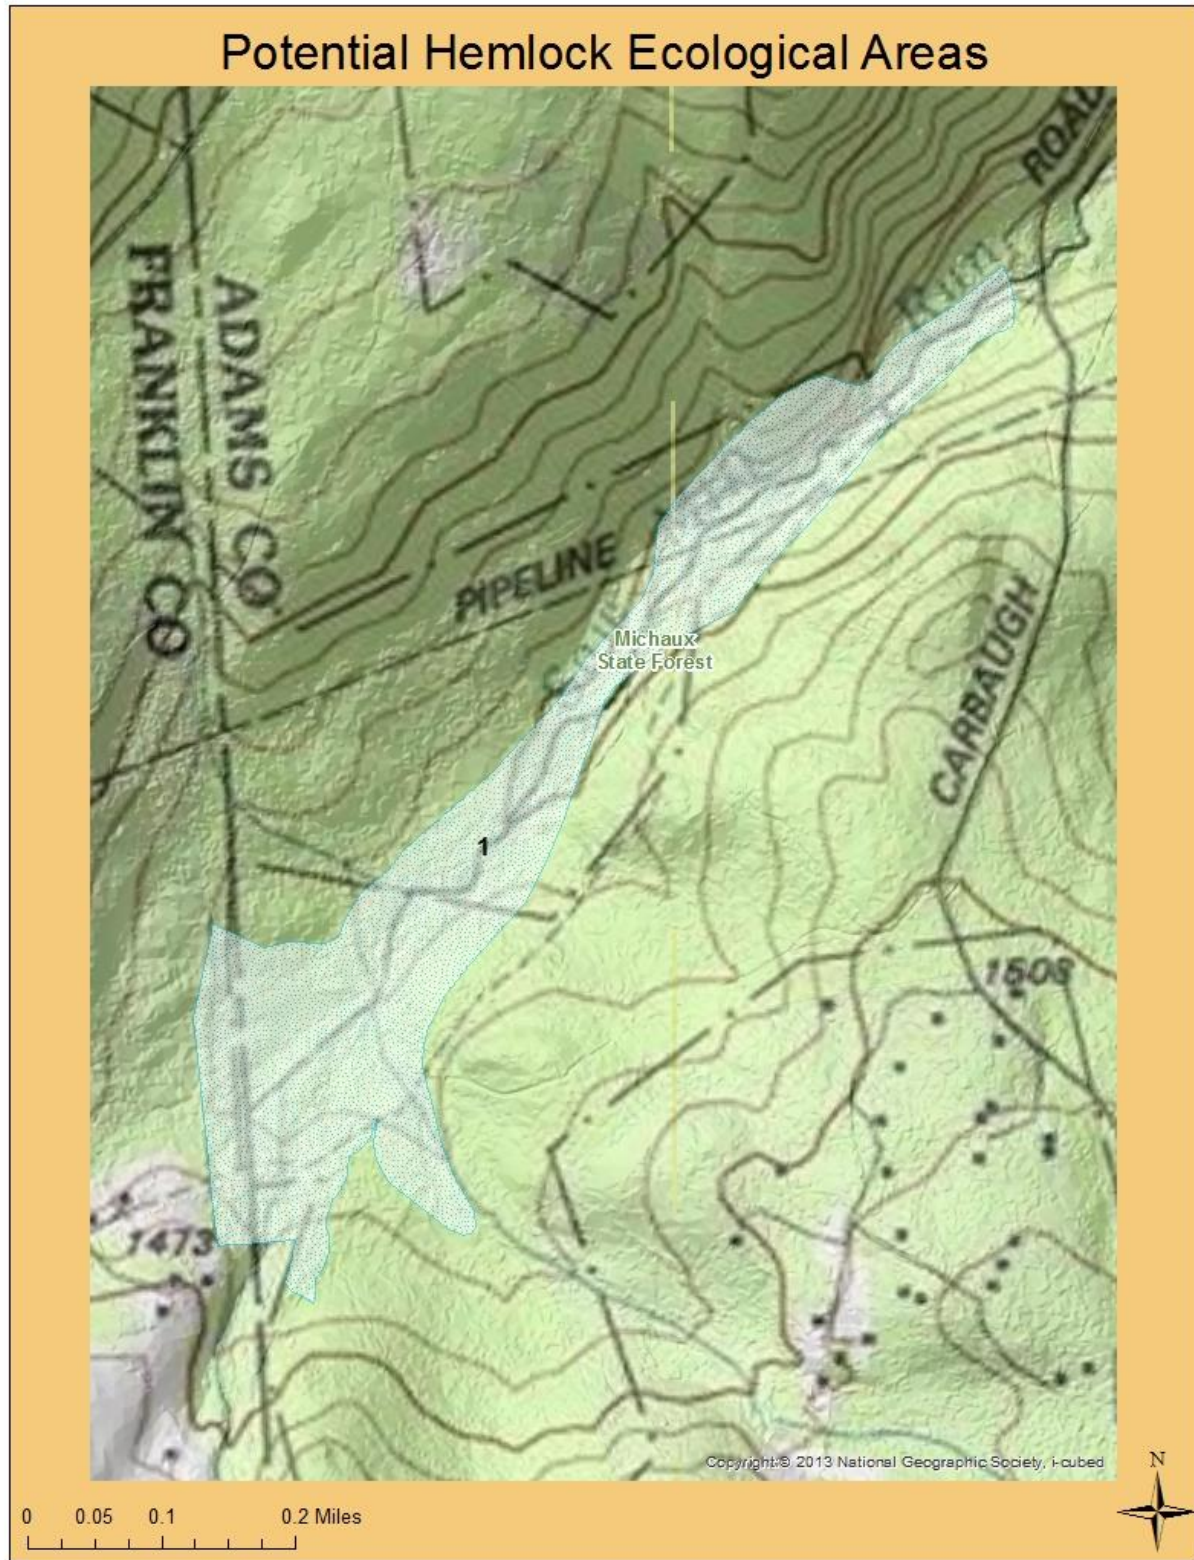 Potential Hemlock Ecological Areas
ROAD
ADAMS CO
FRANKLIN CO
PIPELINE
Michaux
State Forest
CARBAUGH
1
1508
1473
Copyright:© 2013 National Geographic Society, i-cubed
0 0.05 0.1 0.2 Miles
N